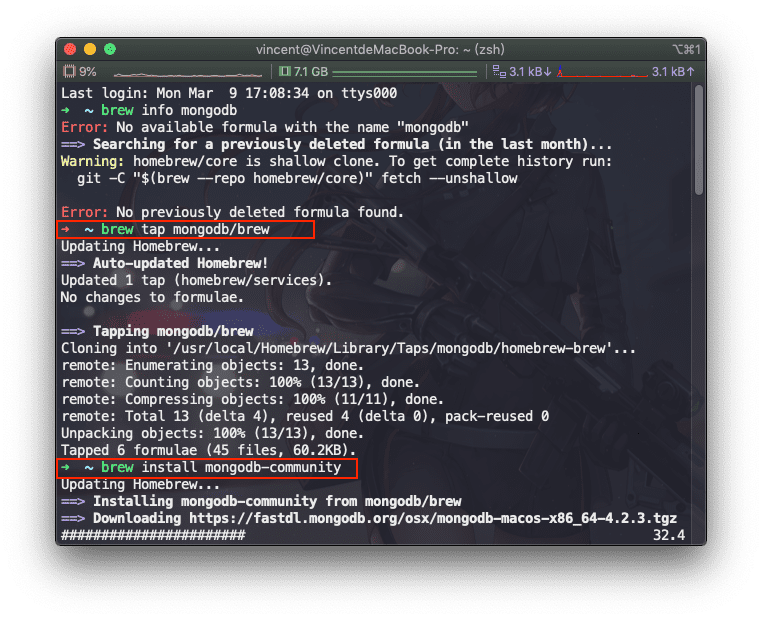 vincent@VincentdeMacBook-Pro: ~ (zsh)
⌥⌘1
9%
7.1 GB
3.1 kB↓
3.1 kB↑
Last login: Mon Mar  9 17:08:34 on ttys000
➜  ~ brew info mongodb
Error: No available formula with the name "mongodb"
==> Searching for a previously deleted formula (in the last month)...
Warning: homebrew/core is shallow clone. To get complete history run:
  git -C "$(brew --repo homebrew/core)" fetch --unshallow
Error: No previously deleted formula found.
➜  ~ brew tap mongodb/brew
Updating Homebrew...
==> Auto-updated Homebrew!
Updated 1 tap (homebrew/services).
No changes to formulae.
==> Tapping mongodb/brew
Cloning into '/usr/local/Homebrew/Library/Taps/mongodb/homebrew-brew'...
remote: Enumerating objects: 13, done.
remote: Counting objects: 100% (13/13), done.
remote: Compressing objects: 100% (11/11), done.
remote: Total 13 (delta 4), reused 4 (delta 0), pack-reused 0
Unpacking objects: 100% (13/13), done.
Tapped 6 formulae (45 files, 60.2KB).
➜  ~ brew install mongodb-community
Updating Homebrew...
==> Installing mongodb-community from mongodb/brew
==> Downloading https://fastdl.mongodb.org/osx/mongodb-macos-x86_64-4.2.3.tgz
####################### 32.4